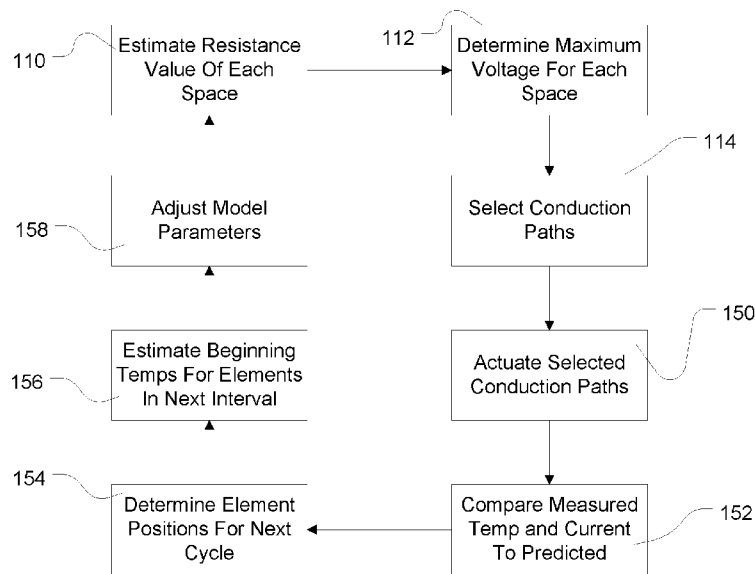 110
Estimate Resistance
Value Of Each
Space
112
Determine Maximum
Voltage For Each
Space
114
Select Conduction
Paths
150
Actuate Selected
Conduction Paths
152
Compare Measured
Temp and Current
To Predicted
154
Determine Element
Positions For Next
Cycle
156
Estimate Beginning
Temps For Elements
In Next Interval
158
Adjust Model
Parameters